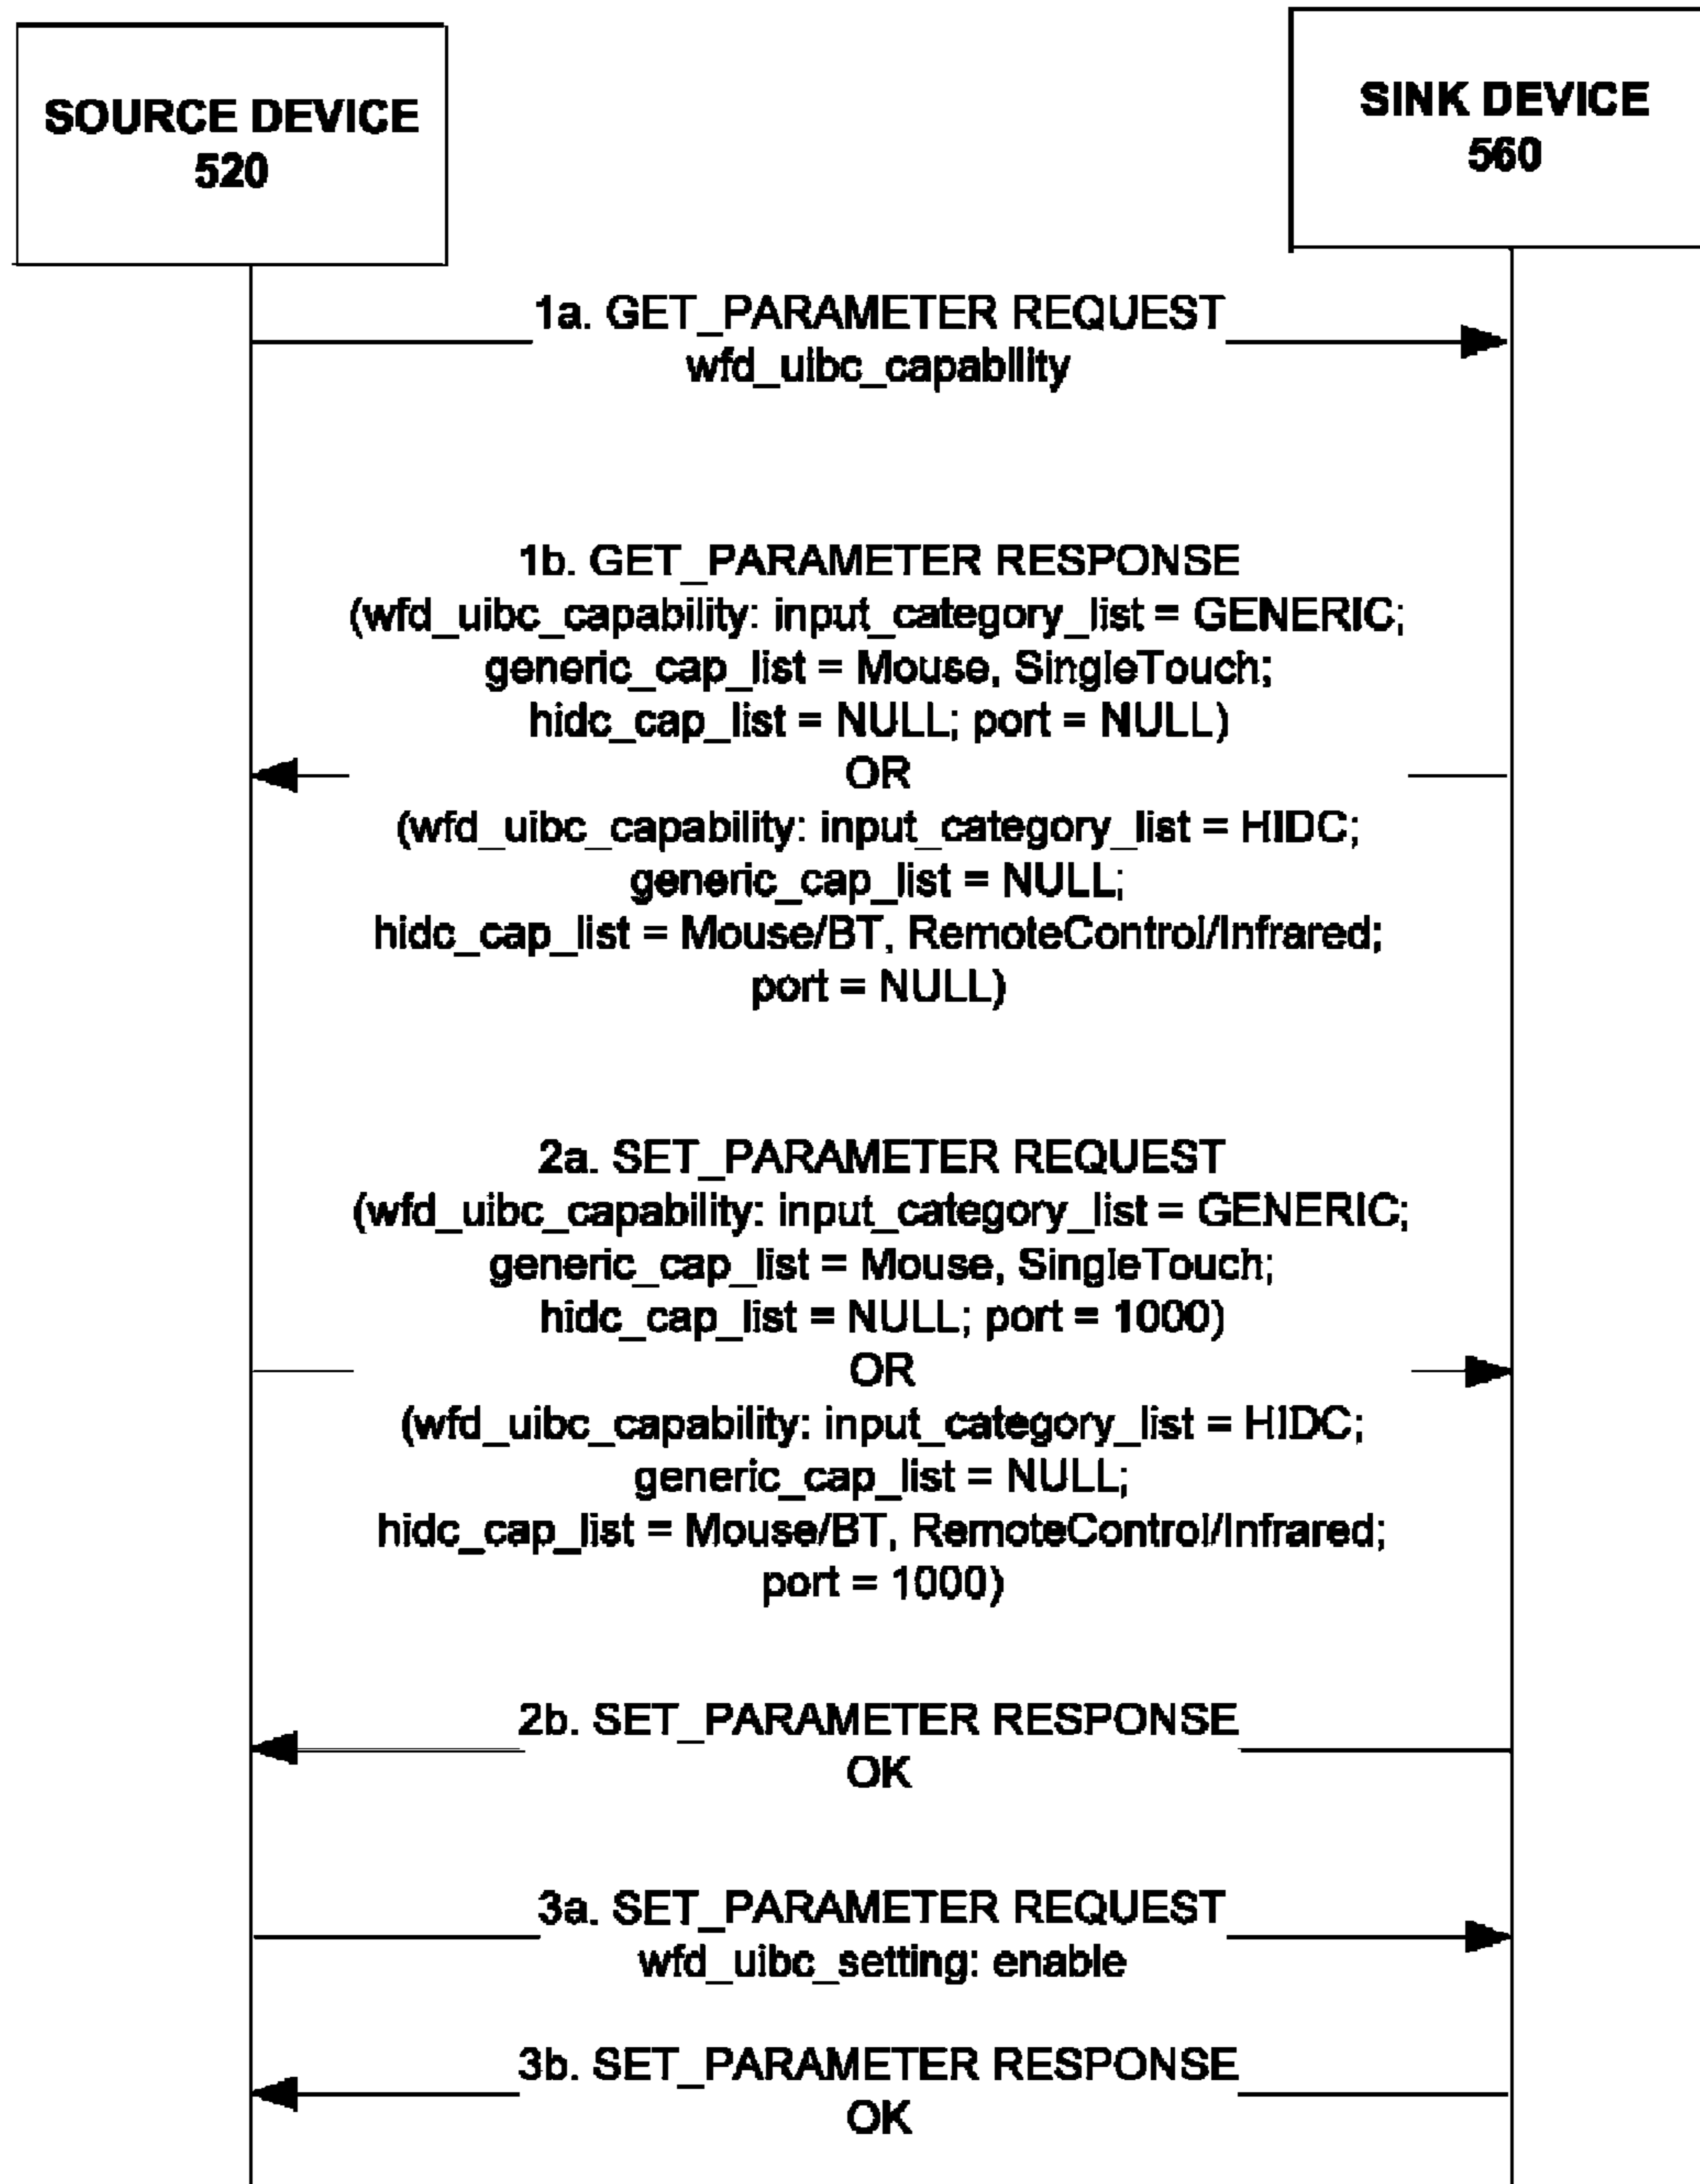 SOURCE DEVICE
520
SINK DEVICE
560
1a. GET_PARAMETER REQUEST
wfd_uibc_capability
1b. GET_PARAMETER RESPONSE
(wfd_uibc_capability: input_category_list = GENERIC;
generic_cap_list = Mouse, SingleTouch;
hidc_cap_list = NULL; port = NULL)
OR
(wfd_uibc_capability: input_category_list = HIDC;
generic_cap_list = NULL;
hidc_cap_list = Mouse/BT, RemoteControl/Infrared;
port = NULL)
2a. SET_PARAMETER REQUEST
(wfd_uibc_capability: input_category_list = GENERIC;
generic_cap_list = Mouse, SingleTouch;
hidc_cap_list = NULL; port = 1000)
OR
(wfd_uibc_capability: input_category_list = HIDC;
generic_cap_list = NULL;
hidc_cap_list = Mouse/BT, RemoteControl/Infrared;
port = 1000)
2b. SET_PARAMETER RESPONSE
OK
3a. SET_PARAMETER REQUEST
wfd_uibc_setting: enable
3b. SET_PARAMETER RESPONSE
OK